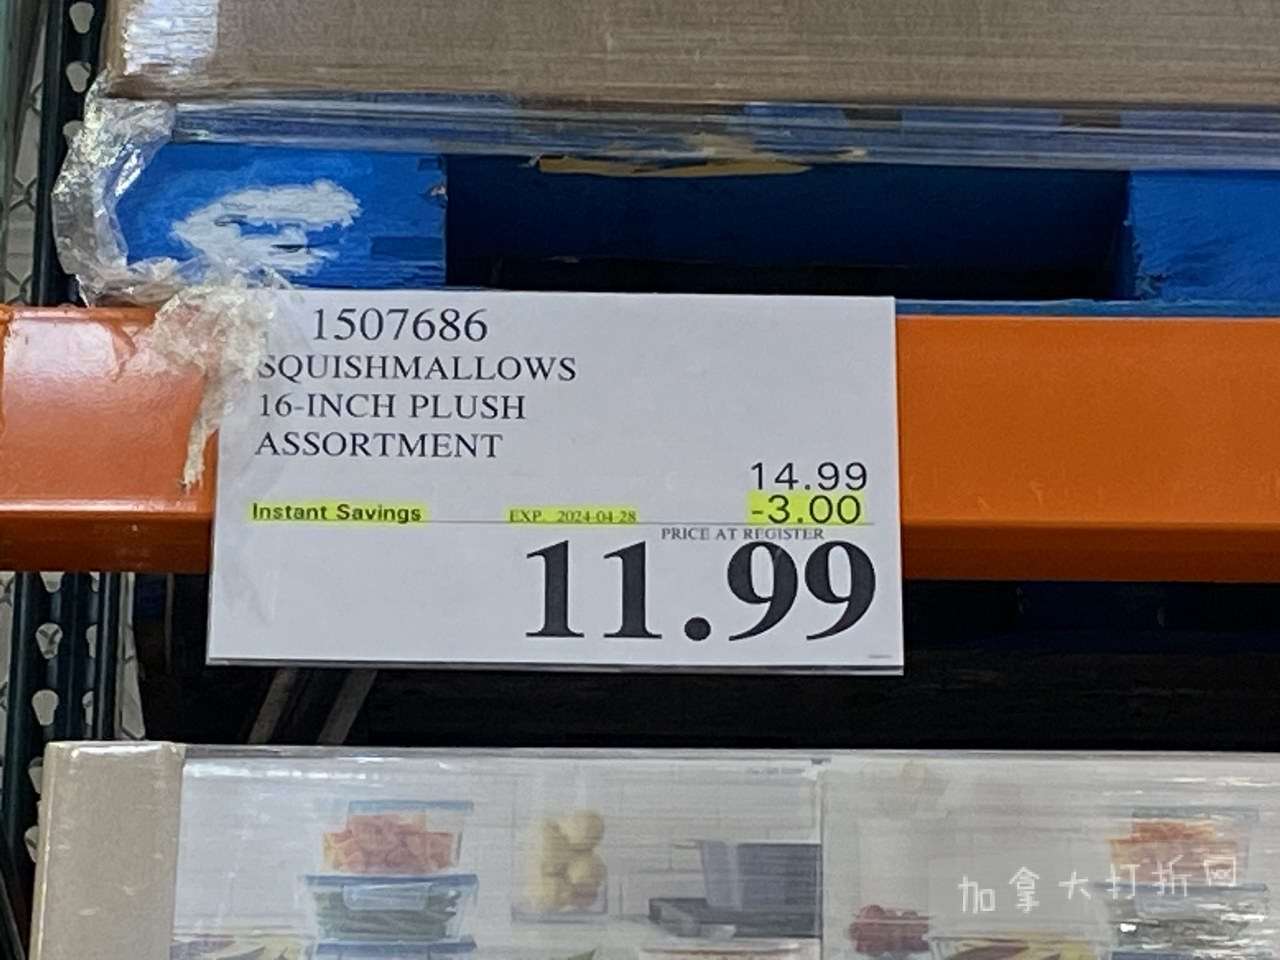 1507686
SQUISHMALLOWS
16-INCH PLUSH
ASSORTMENT
14.99
Instant Savings EXP. 2024-04-28 -3.00
PRICE AT REGISTER
11.99
加拿大打折网